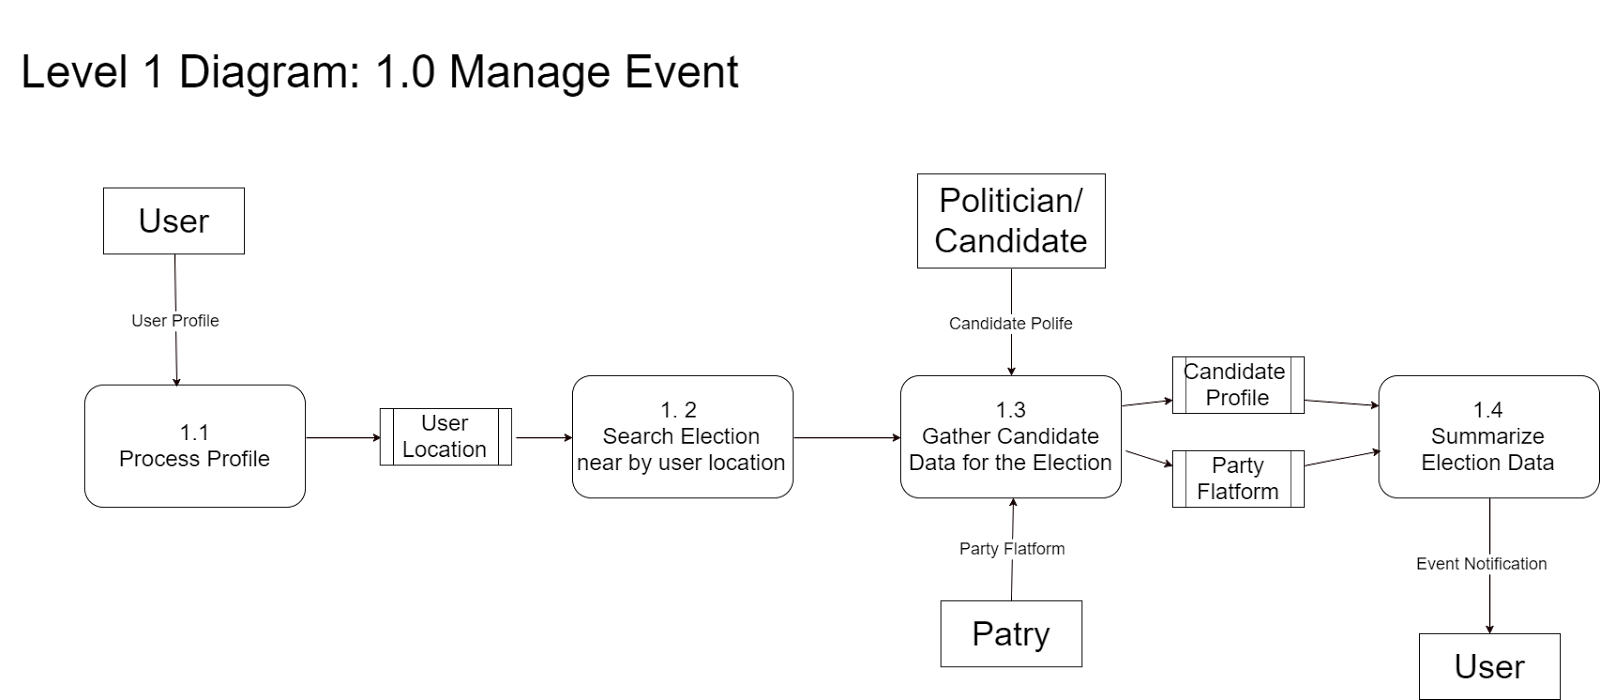 Level 1 Diagram: 1.0 Manage Event
User
User Profile
1.1
Process Profile
User
Location
1. 2
Search Election
near by user location
Politician/
Candidate
Candidate Polife
1.3
Gather Candidate
Data for the Election
Party Flatform
Patry
Candidate
Profile
Party
Flatform
1.4
Summarize
Election Data
Event Notification
User